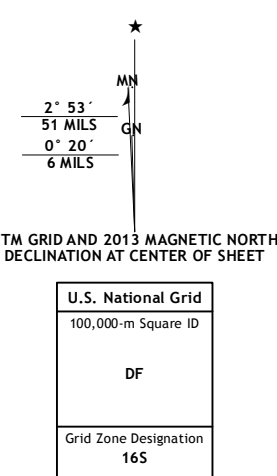 MN
2° 53´
51 MILS
GN
0° 20´
6 MILS
TM GRID AND 2013 MAGNETIC NORTH
DECLINATION AT CENTER OF SHEET
U.S. National Grid
100,000-m Square ID
DF
Grid Zone Designation
16S